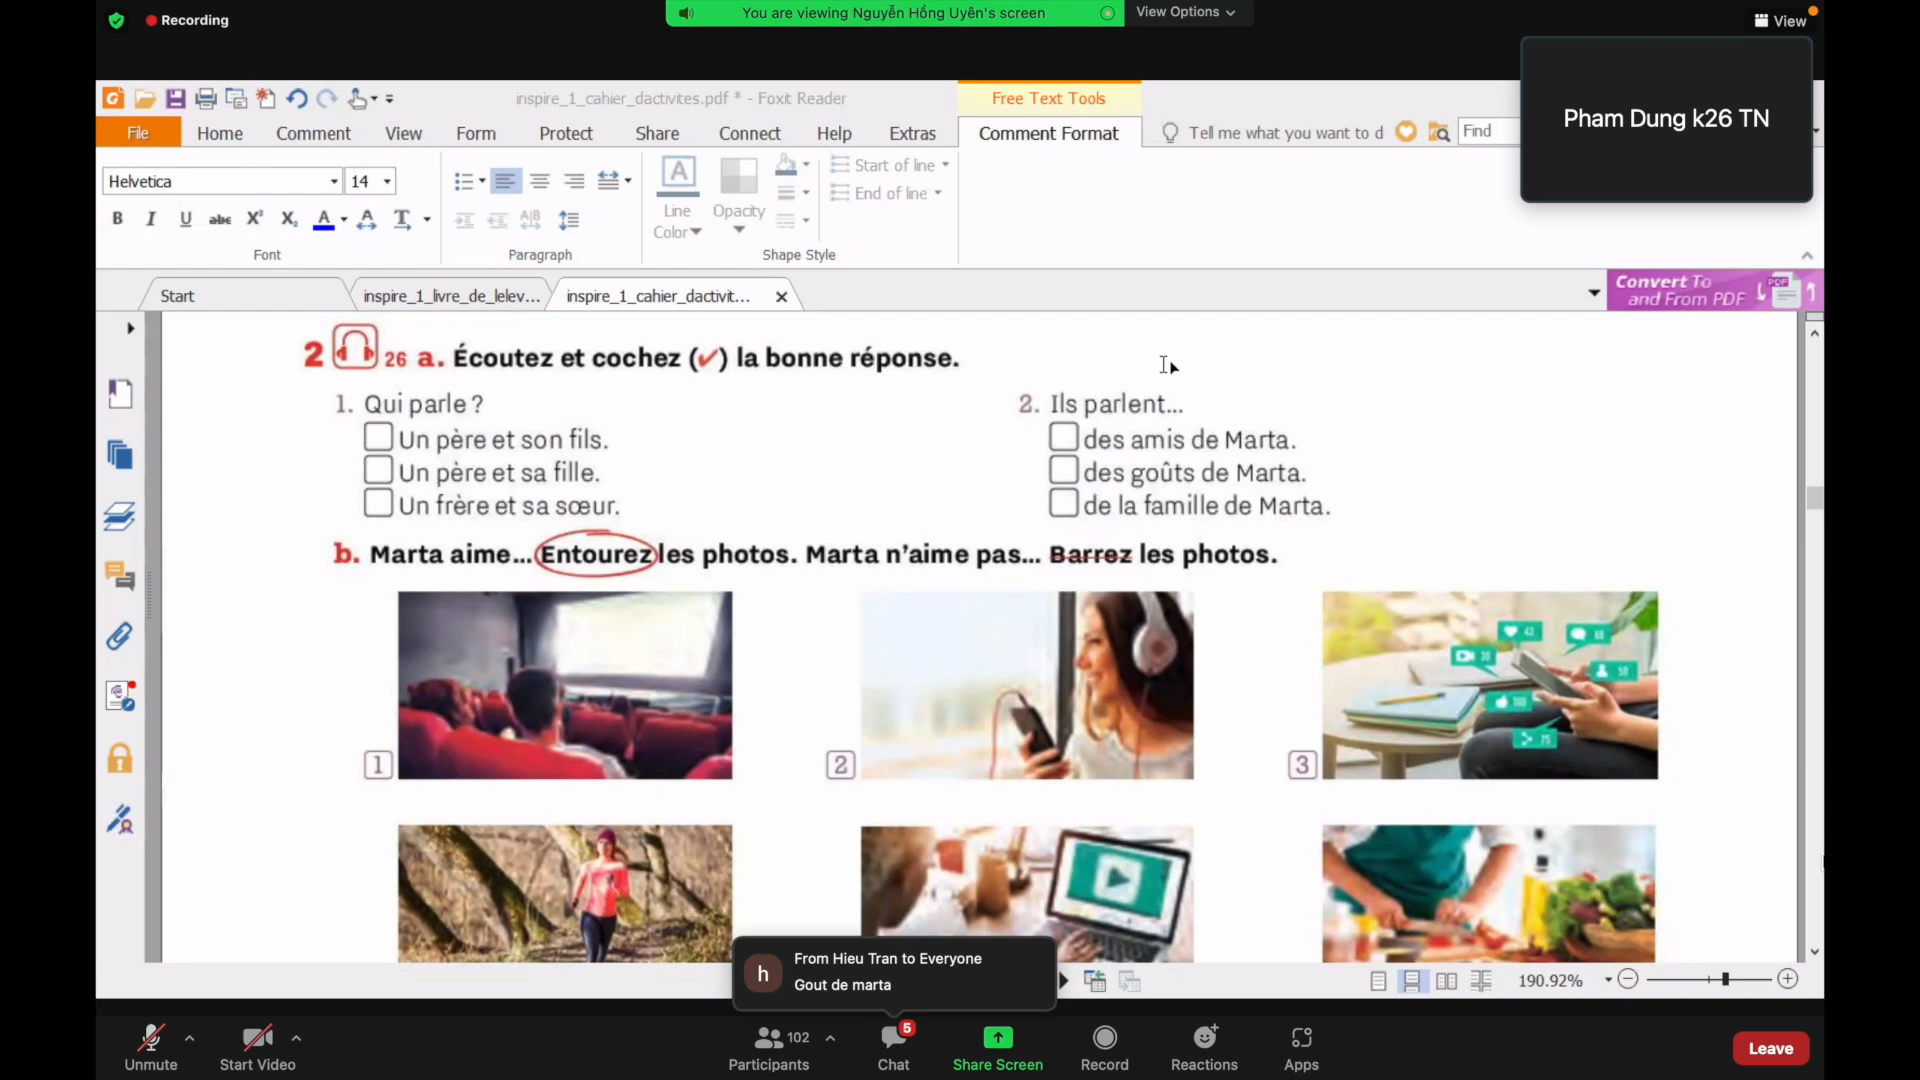 Recording
You are viewing Nguyễn Hồng Uyên's screen
View Options
View
Pham Dung k26 TN
inspire_1_cahier_dactivites.pdf * - Foxit Reader
Free Text Tools
File
Home
Comment
View
Form
Protect
Share
Connect
Help
Extras
Comment Format
Tell me what you want to d
Find
Helvetica
14
Start of line
End of line
B I U abc X² X₂ A A T
Line
Color
Opacity
Font
Paragraph
Shape Style
Start
inspire_1_livre_de_lelev...
inspire_1_cahier_dactivit...
Convert To
and From PDF
PDF
2 26 a. Écoutez et cochez (✔) la bonne réponse.
1. Qui parle ?
Un père et son fils.
Un père et sa fille.
Un frère et sa sœur.
2. Ils parlent...
des amis de Marta.
des goûts de Marta.
de la famille de Marta.
b. Marta aime... Entourez les photos. Marta n'aime pas... Barrez les photos.
1
2
3
From Hieu Tran to Everyone
h
Gout de marta
190.92%
Unmute
Start Video
102
Participants
5
Chat
Share Screen
Record
Reactions
Apps
Leave